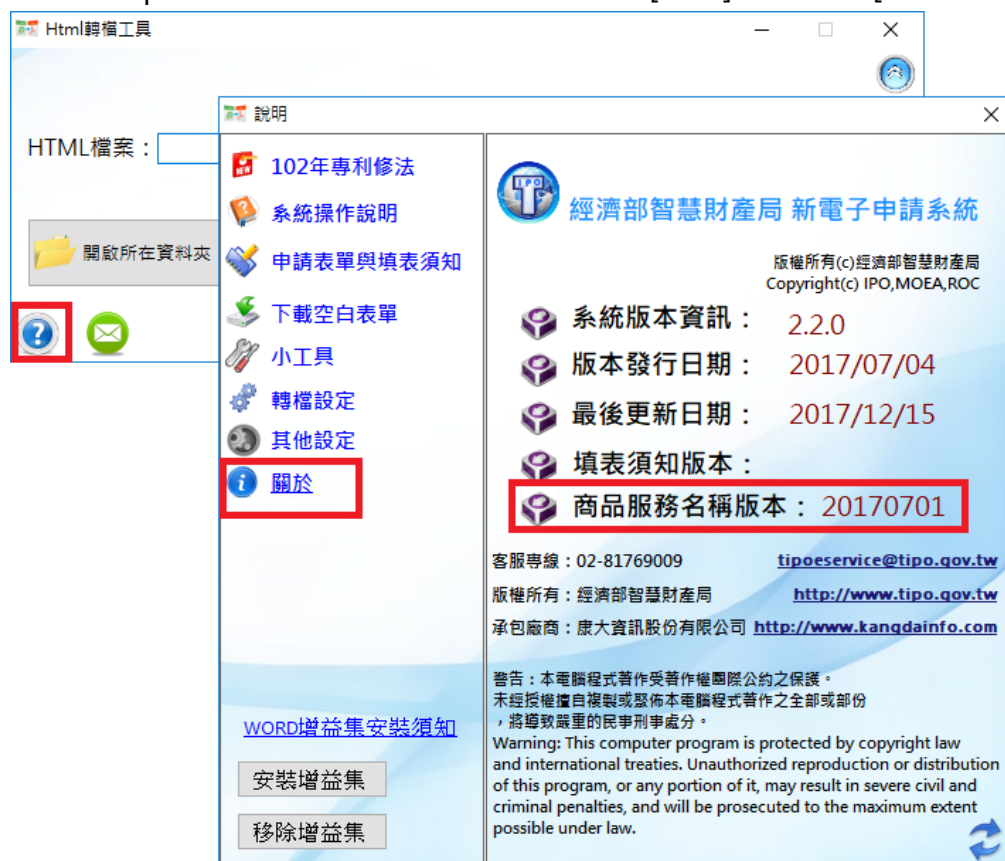 Html轉檔工具
HTML檔案：
開啟所在資料夾
說明
102年專利修法
系統操作說明
申請表單與填表須知
下載空白表單
小工具
轉檔設定
其他設定
關於
WORD增益集安裝須知
安裝增益集
移除增益集
TIPO
經濟部智慧財產局 新電子申請系統
版權所有(c)經濟部智慧財產局
Copyright(c) IPO,MOEA,ROC
系統版本資訊： 2.2.0
版本發行日期： 2017/07/04
最後更新日期： 2017/12/15
填表須知版本：
商品服務名稱版本： 20170701
客服專線：02-81769009 tipoeservice@tipo.gov.tw
版權所有：經濟部智慧財產局 http://www.tipo.gov.tw
承包廠商：康大資訊股份有限公司 http://www.kangdainfo.com
警告：本電腦程式著作受著作權國際公約之保護。
未經授權擅自複製或散佈本電腦程式著作之全部或部份
，將導致嚴重的民事刑事處分。
Warning: This computer program is protected by copyright law
and international treaties. Unauthorized reproduction or distribution
of this program, or any portion of it, may result in severe civil and
criminal penalties, and will be prosecuted to the maximum extent
possible under law.